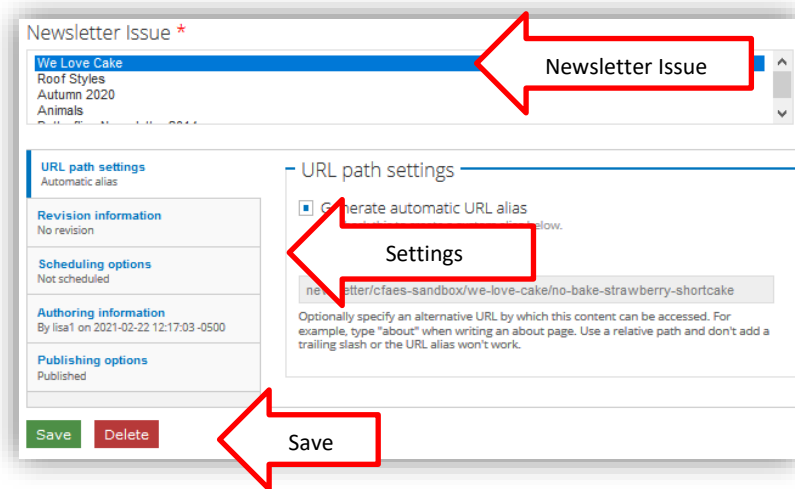 Newsletter Issue *
We Love Cake
Newsletter Issue
Roof Styles
Autumn 2020
Animals
URL path settings
Automatic alias
Revision information
No revision
Scheduling options
Not scheduled
Authoring information
By lisa1 on 2021-02-22 12:17:03 -0500
Publishing options
Published
URL path settings
Generate automatic URL alias
below.
Settings
newsletter/cfaes-sandbox/we-love-cake/no-bake-strawberry-shortcake
Optionally specify an alternative URL by which this content can be accessed. For
example, type "about" when writing an about page. Use a relative path and don't add a
trailing slash or the URL alias won't work.
Save Delete
Save